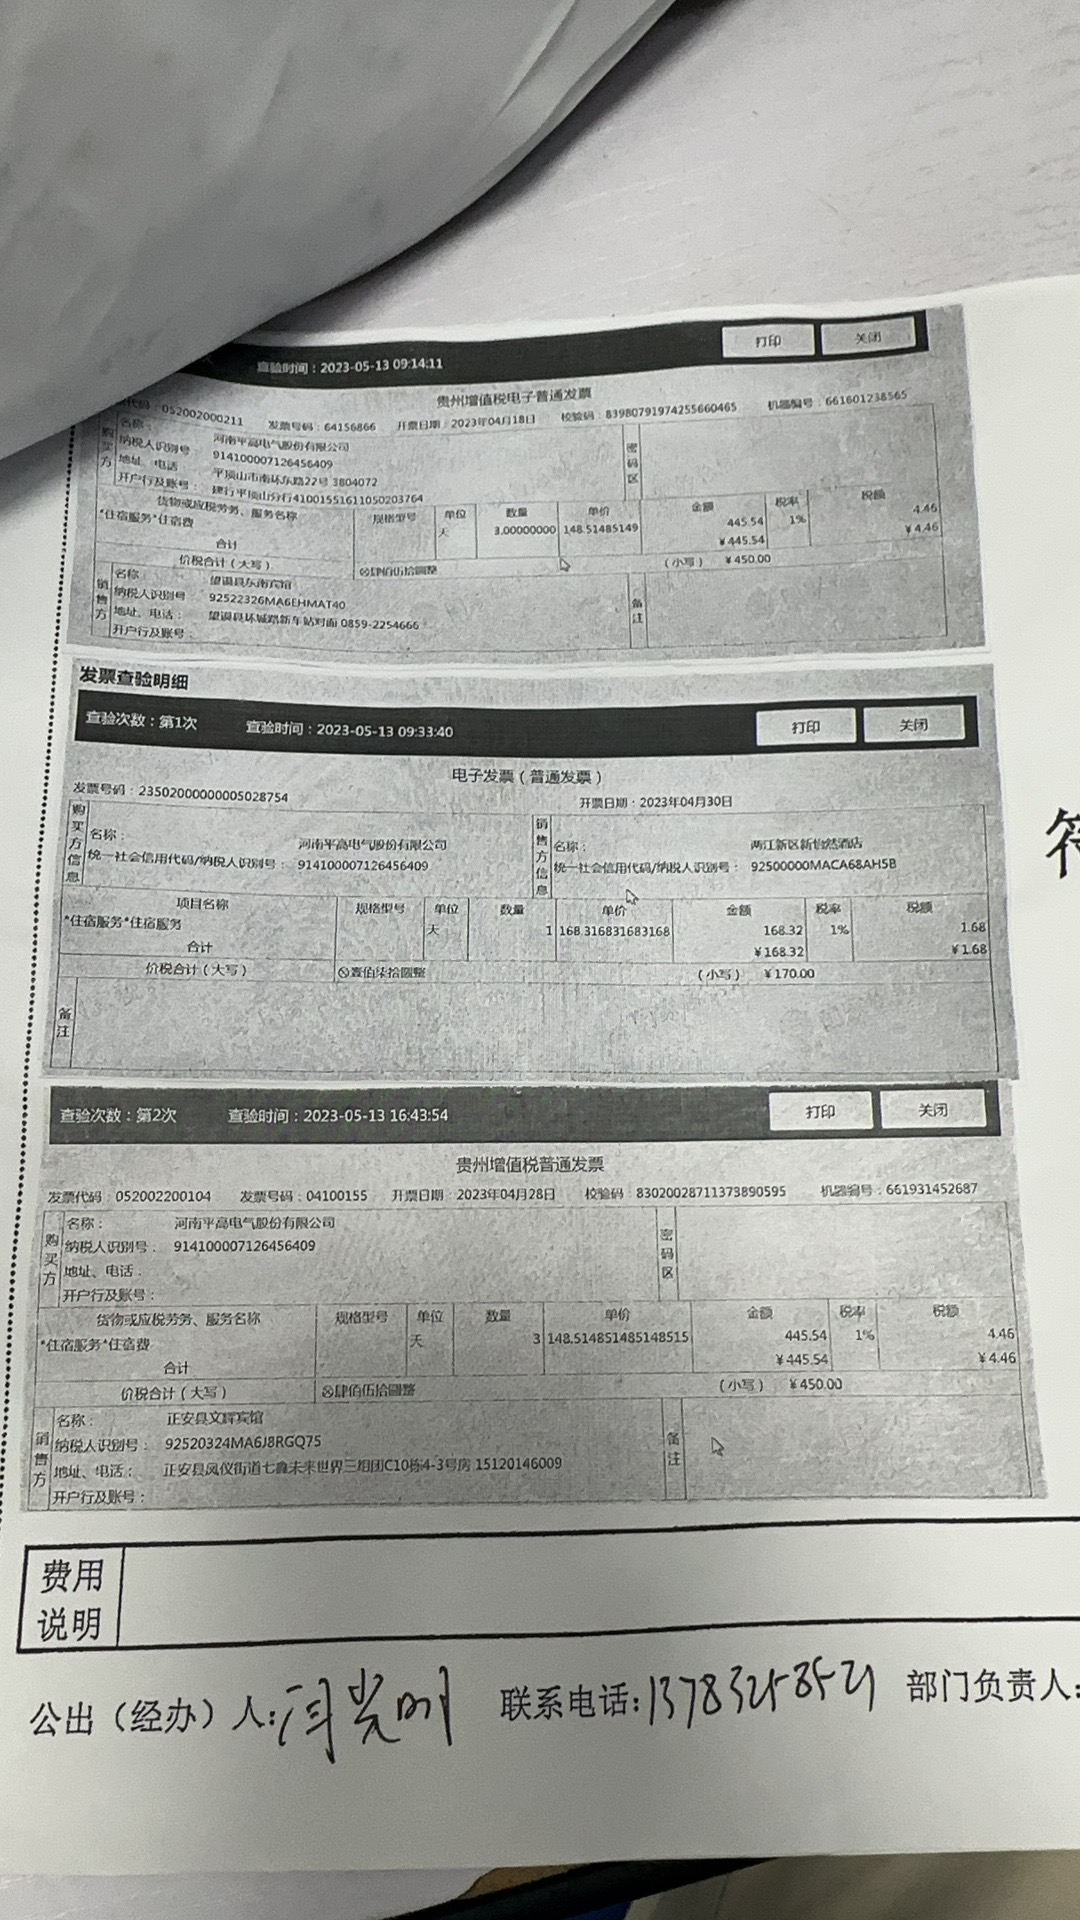 查验时间：2023-05-13 09:14:11 打印 关闭
贵州增值税电子普通发票
代码：052002000211 发票号码：64156866 开票日期：2023年04月18日 校验码：83980791974255660465 机器编号：661601238565
购买方
名称： 河南平高电气股份有限公司
纳税人识别号： 914100007126456409
地址、电话 平顶山市南环东路22号 3804072
开户行及账号： 建行平顶山分行41001551611050203764
密码区
货物或应税劳务、服务名称 规格型号 单位 数量 单价 金额 税率 税额
*住宿服务*住宿费 天 3.00000000 148.51485149 445.54 1% 4.46
合计 ¥445.54 ¥4.46
价税合计（大写） ⊗肆佰伍拾圆整 （小写） ¥450.00
销售方
名称： 望谟县东南宾馆
纳税人识别号 92522326MA6EHMAT40
地址、电话： 望谟县环城路新车站对面 0859-2254666
开户行及账号：
备注
发票查验明细
查验次数：第1次 查验时间：2023-05-13 09:33:40 打印 关闭
电子发票（普通发票）
发票号码：23502000000005028754 开票日期：2023年04月30日
购买方信息
名称： 河南平高电气股份有限公司
统一社会信用代码/纳税人识别号： 914100007126456409
销售方信息
名称： 两江新区新怡然酒店
统一社会信用代码/纳税人识别号： 92500000MACA68AH5B
项目名称 规格型号 单位 数量 单价 金额 税率 税额
*住宿服务*住宿服务 天 1 168.316831683168 168.32 1% 1.68
合计 ¥168.32 ¥1.68
价税合计（大写） ⊗壹佰柒拾圆整 （小写） ¥170.00
备注
查验次数：第2次 查验时间：2023-05-13 16:43:54 打印 关闭
贵州增值税普通发票
发票代码：052002200104 发票号码：04100155 开票日期：2023年04月28日 校验码：83020028711373890595 机器编号：661931452687
购买方
名称： 河南平高电气股份有限公司
纳税人识别号： 914100007126456409
地址、电话：
开户行及账号：
密码区
货物或应税劳务、服务名称 规格型号 单位 数量 单价 金额 税率 税额
*住宿服务*住宿费 天 3 148.514851485148515 445.54 1% 4.46
合计 ¥445.54 ¥4.46
价税合计（大写） ⊗肆佰伍拾圆整 （小写） ¥450.00
销售方
名称： 正安县文辉宾馆
纳税人识别号： 92520324MA6J8RGQ75
地址、电话： 正安县凤仪街道七鑫未来世界三组团C10栋4-3号房 15120146009
开户行及账号：
备注
费用说明
公出（经办）人：闫光明 联系电话：13783258521 部门负责人：